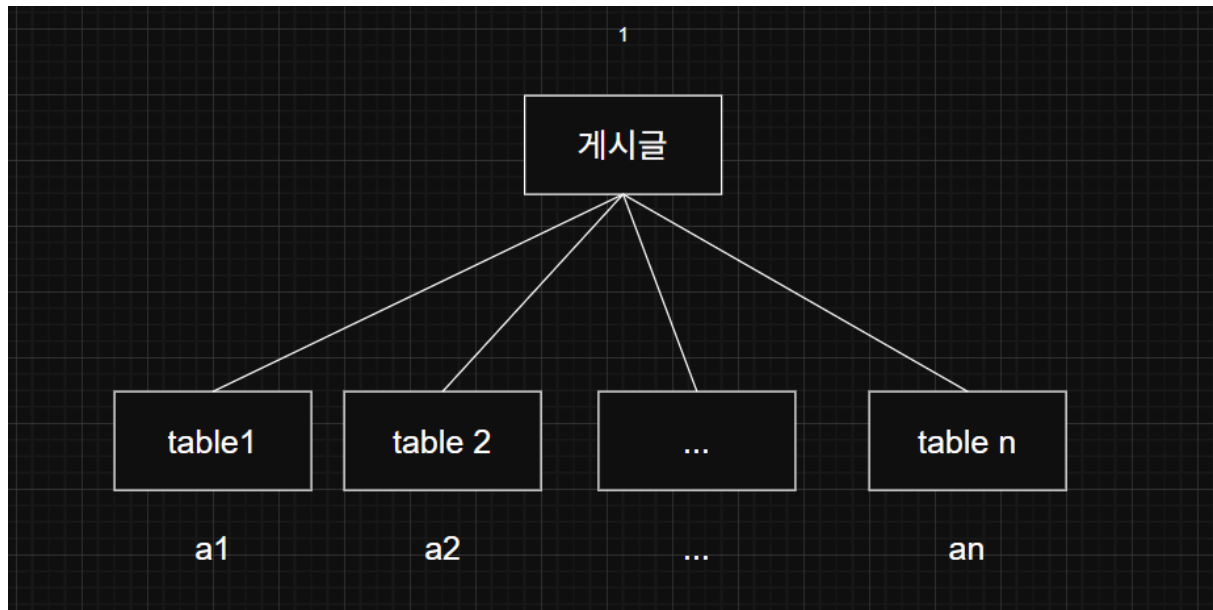 1
게시글
table1 table 2 ... table n
a1 a2 ... an